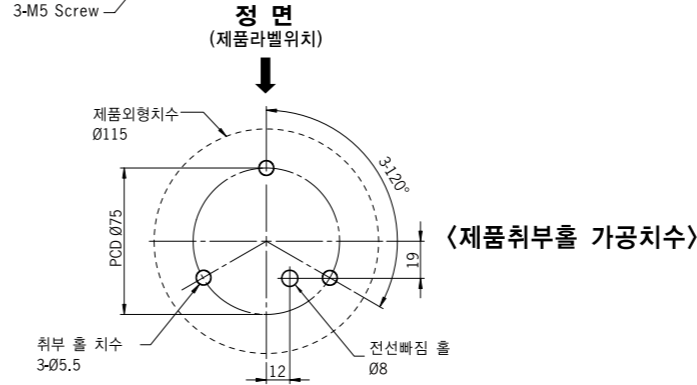 3-M5 Screw
정 면
(제품라벨위치)
제품외형치수
Ø115
3-120°
PCD Ø75
<제품취부홀 가공치수>
19
취부 홀 치수
3-Ø5.5
전선빠짐 홀
Ø8
12